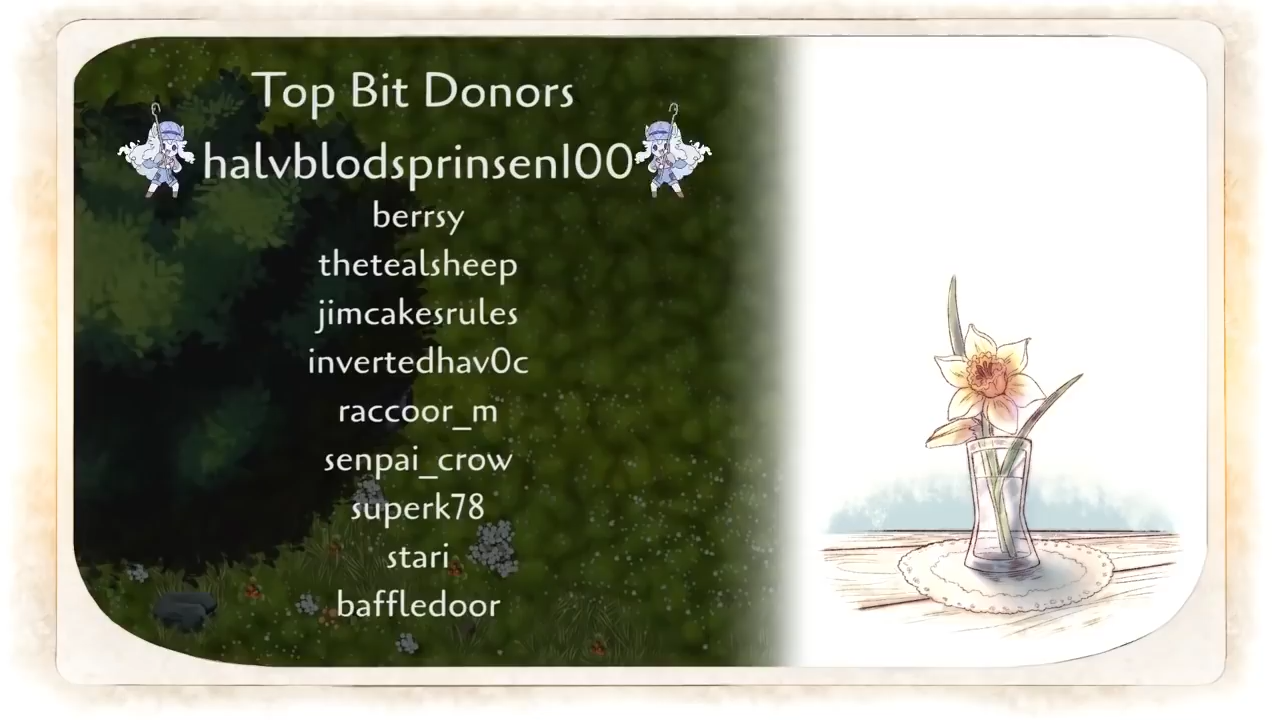 Top Bit Donors
halvblodsprinsen100
berrsy
thetealsheep
jimcakesrules
invertedhav0c
raccoor_m
senpai_crow
superk78
stari
baffledoor